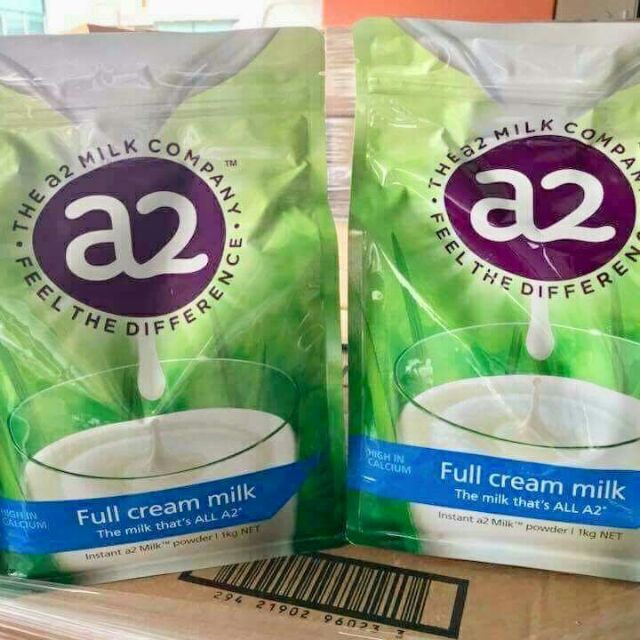 THE a2 MILK COMPANY™
a2
FEEL THE DIFFERENCE
HIGH IN
CALCIUM
Full cream milk
The milk that's ALL A2*
Instant a2 Milk™ powder | 1kg NET
THE a2 MILK COMPANY
a2
FEEL THE DIFFEREN
HIGH IN
CALCIUM
Full cream milk
The milk that's ALL A2*
Instant a2 Milk™ powder | 1kg NET
294 21902 96023 3